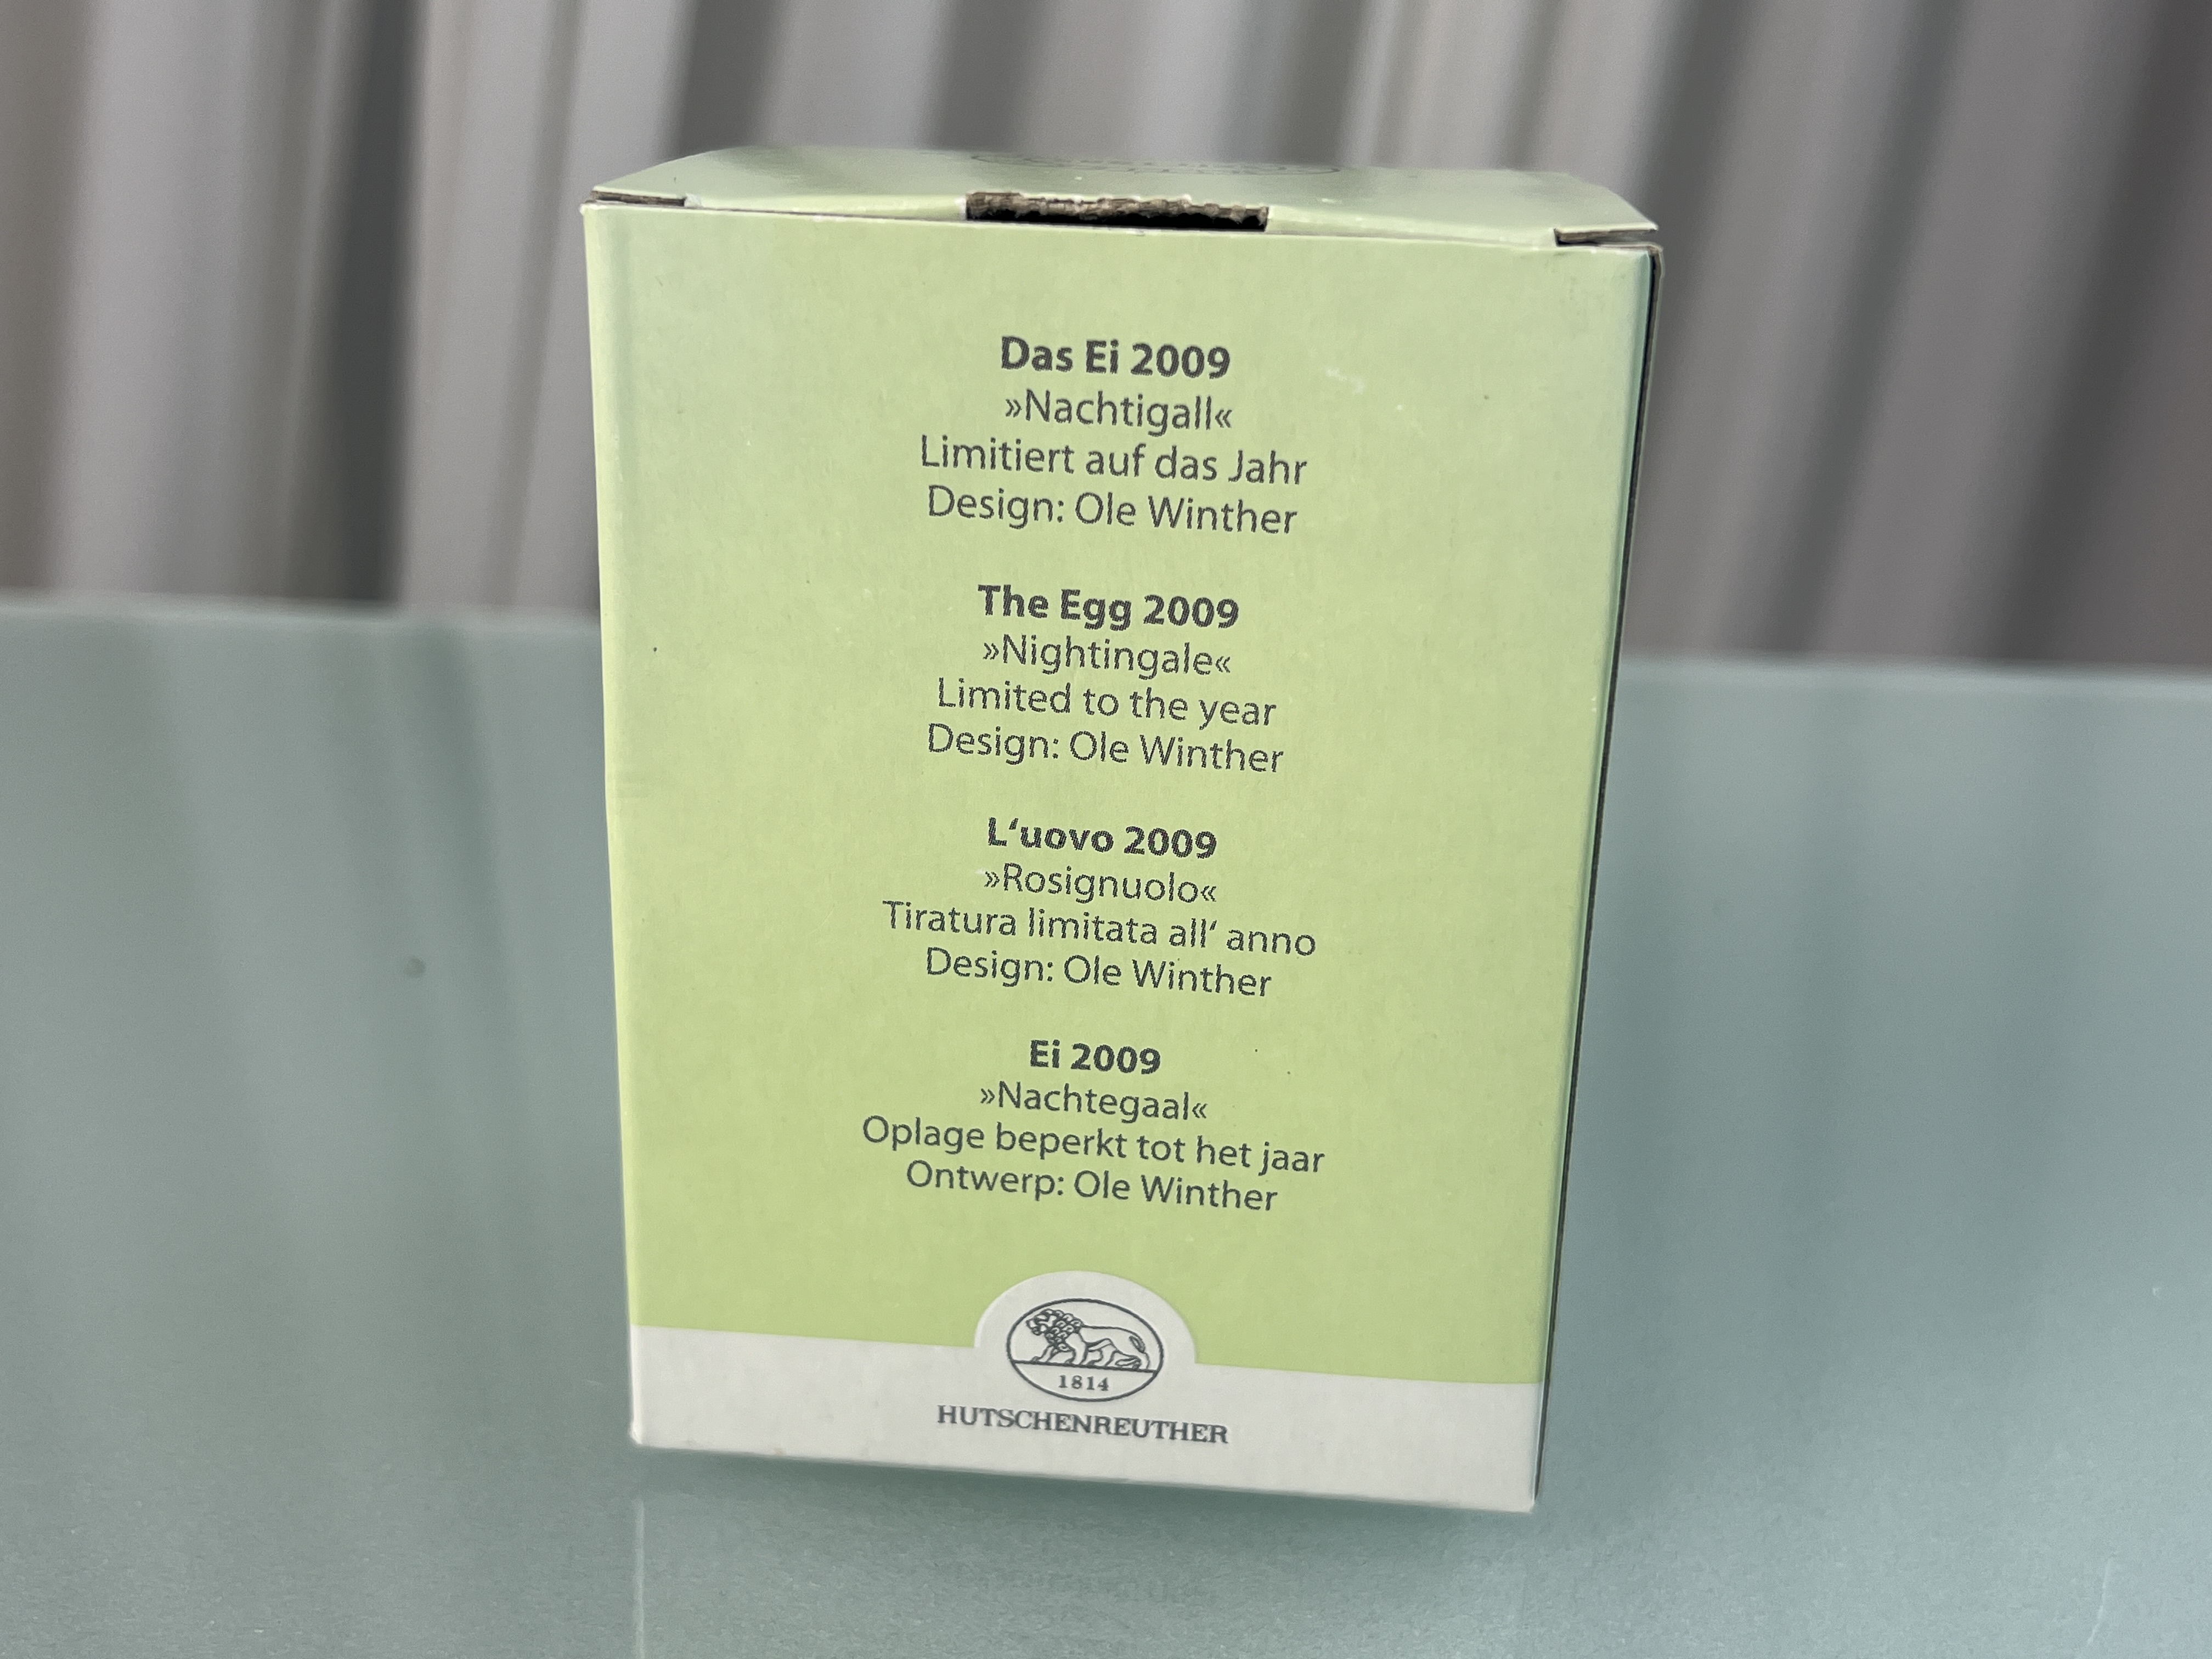 Das Ei 2009
»Nachtigall«
Limitiert auf das Jahr
Design: Ole Winther
The Egg 2009
»Nightingale«
Limited to the year
Design: Ole Winther
L‘uovo 2009
»Rosignuolo«
Tiratura limitata all‘ anno
Design: Ole Winther
Ei 2009
»Nachtegaal«
Oplage beperkt tot het jaar
Ontwerp: Ole Winther
1814
HUTSCHENREUTHER